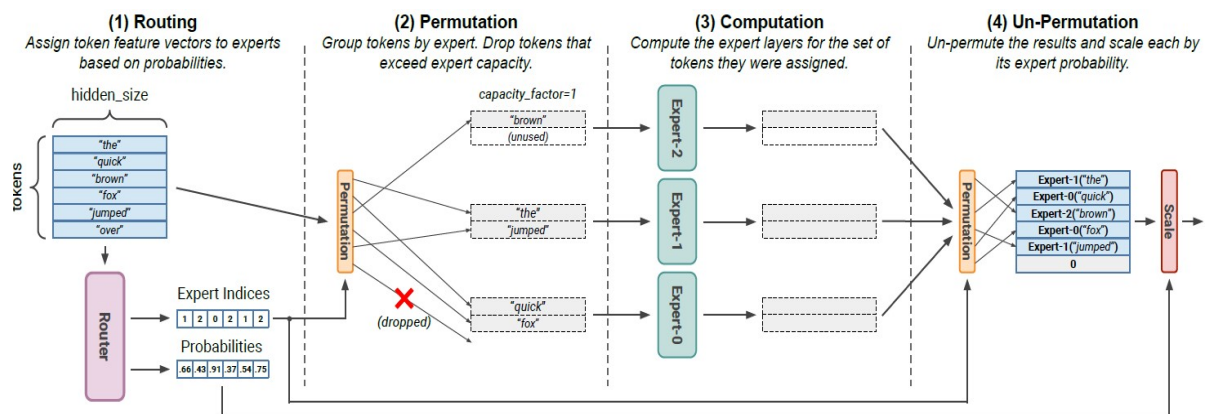 (1) Routing
Assign token feature vectors to experts
based on probabilities.
hidden_size
tokens
"the"
"quick"
"brown"
"fox"
"jumped"
"over"
Router
Expert Indices
1 2 0 2 1 2
Probabilities
.66 .43 .91 .37 .54 .75
(2) Permutation
Group tokens by expert. Drop tokens that
exceed expert capacity.
capacity_factor=1
Permutation
"brown"
(unused)
"the"
"jumped"
"quick"
"fox"
(dropped)
(3) Computation
Compute the expert layers for the set of
tokens they were assigned.
Expert-2
Expert-1
Expert-0
(4) Un-Permutation
Un-permute the results and scale each by
its expert probability.
Permutation
Expert-1("the")
Expert-0("quick")
Expert-2("brown")
Expert-0("fox")
Expert-1("jumped")
0
Scale